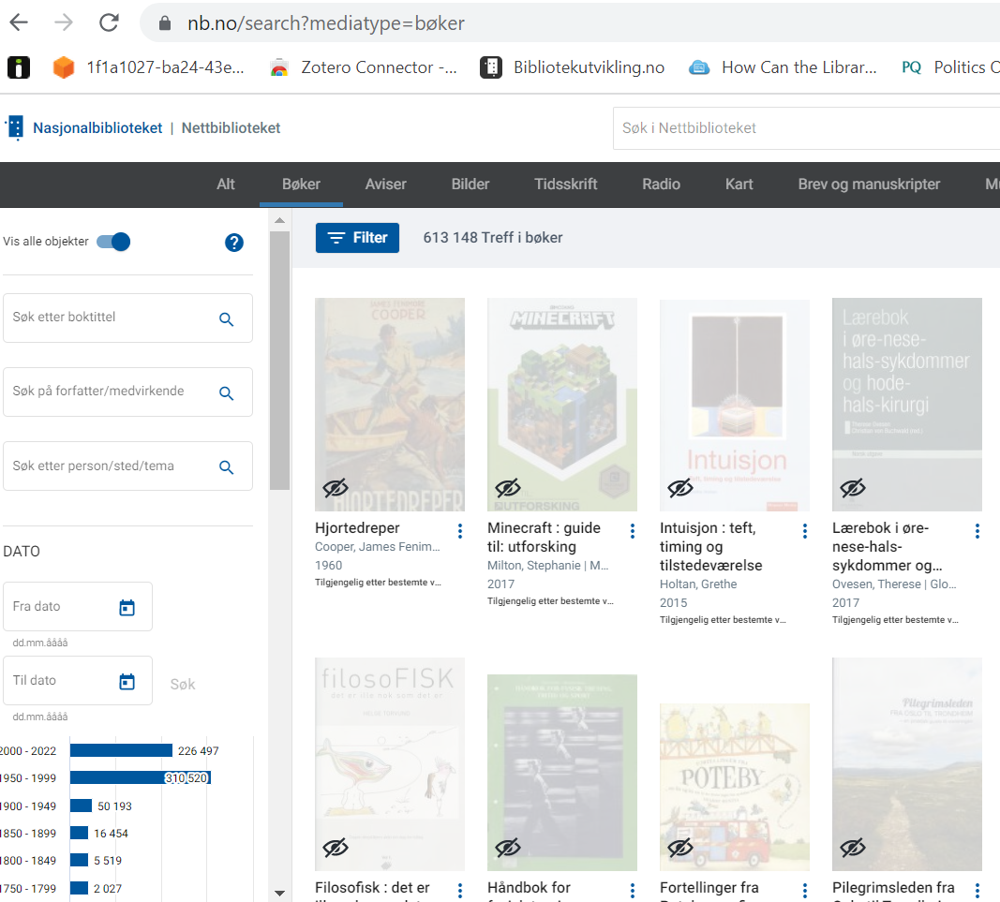 nb.no/search?mediatype=bøker
1f1a1027-ba24-43e...
Zotero Connector -...
Bibliotekutvikling.no
How Can the Librar...
PQ Politics O
Nasjonalbiblioteket | Nettbiblioteket
Søk i Nettbiblioteket
Alt Bøker Aviser Bilder Tidsskrift Radio Kart Brev og manuskripter Mu
Vis alle objekter
?
Søk etter boktittel
Søk på forfatter/medvirkende
Søk etter person/sted/tema
DATO
Fra dato
dd.mm.åååå
Til dato
Søk
dd.mm.åååå
2000 - 2022 226 497
1950 - 1999 310 520
1900 - 1949 50 193
1850 - 1899 16 454
1800 - 1849 5 519
1750 - 1799 2 027
Filter
613 148 Treff i bøker
JAMES FENIMORE
COOPER
HJORTEDREPER
Hjortedreper
Cooper, James Fenim...
1960
Tilgjengelig etter bestemte v...
MINECRAFT
UTFORSKING
Minecraft : guide
til: utforsking
Milton, Stephanie | M...
2017
Tilgjengelig etter bestemte v...
Intuisjon
Teft, timing og tilstedeværelse
Intuisjon : teft,
timing og
tilstedeværelse
Holtan, Grethe
2015
Tilgjengelig etter bestemte v...
Lærebok
i øre-nese-
hals-sykdommer
og hode-
hals-kirurgi
Lærebok i øre-
nese-hals-
sykdommer og...
Ovesen, Therese | Glo...
2017
Tilgjengelig etter bestemte v...
filosoFISK
det er ille nok som det er
Filosofisk : det er
Håndbok for
POTEBY
Fortellinger fra
Pilegrimsleden
FRA OSLO TIL TRONDHEIM
Pilegrimsleden fra